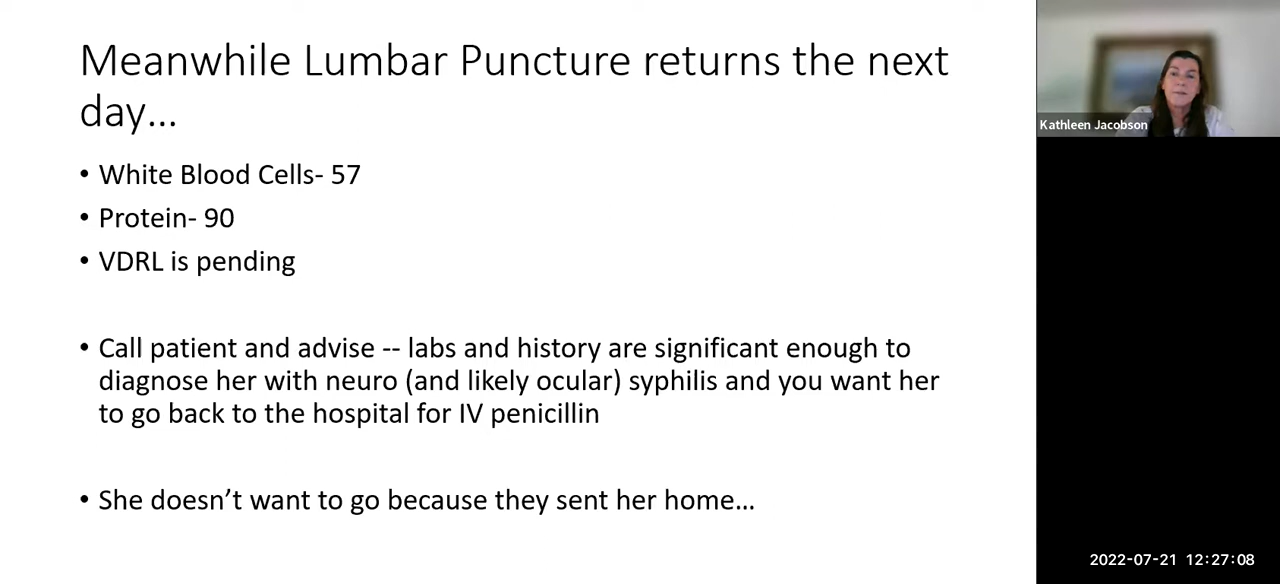 Meanwhile Lumbar Puncture returns the next
day...
• White Blood Cells- 57
• Protein- 90
• VDRL is pending
• Call patient and advise -- labs and history are significant enough to
diagnose her with neuro (and likely ocular) syphilis and you want her
to go back to the hospital for IV penicillin
• She doesn’t want to go because they sent her home...
Kathleen Jacobson
2022-07-21 12:27:08